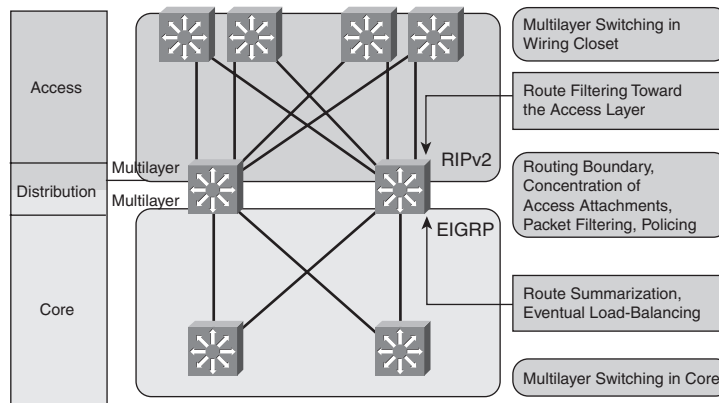 Access
Distribution
Core
Multilayer
Multilayer
RIPv2
EIGRP
Multilayer Switching in
Wiring Closet
Route Filtering Toward
the Access Layer
Routing Boundary,
Concentration of
Access Attachments,
Packet Filtering, Policing
Route Summarization,
Eventual Load-Balancing
Multilayer Switching in Core